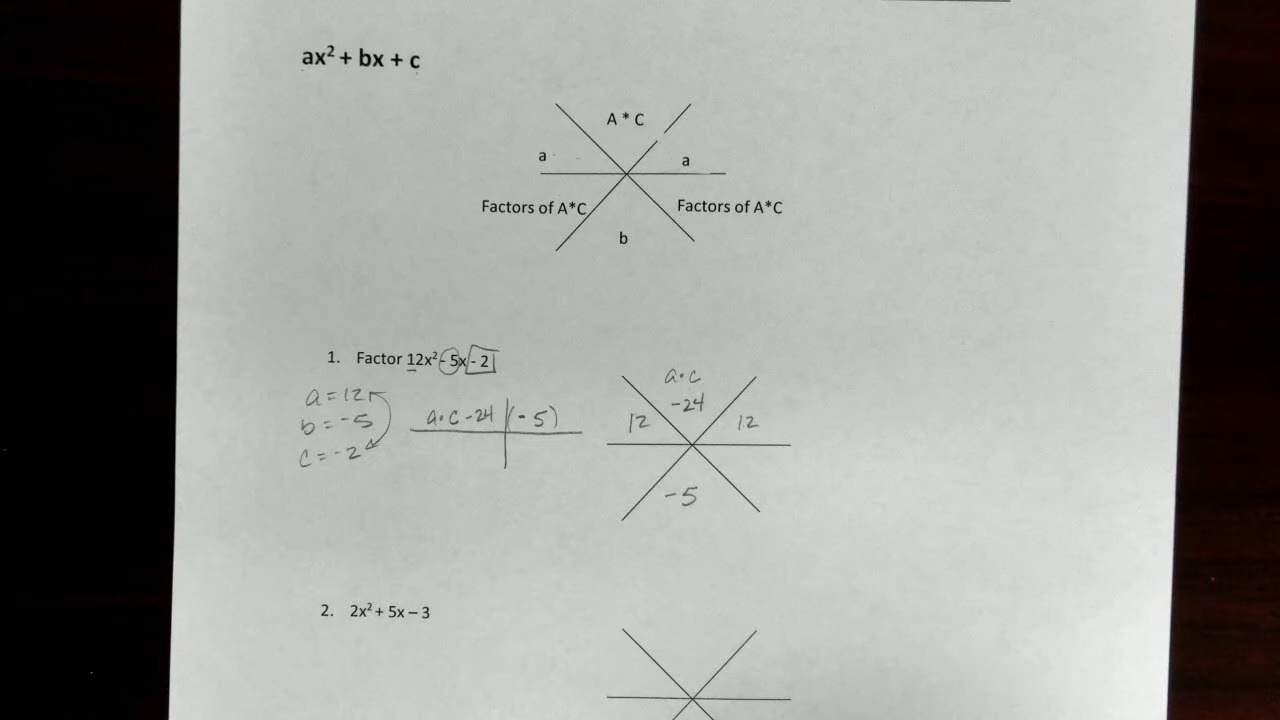 ax² + bx + c
A * C
a a
Factors of A*C Factors of A*C
b
1. Factor 12x² - 5x - 2
a = 12
b = -5
c = -2
a·c -24 (-5)
a·c
-24
12 12
-5
2. 2x² + 5x – 3